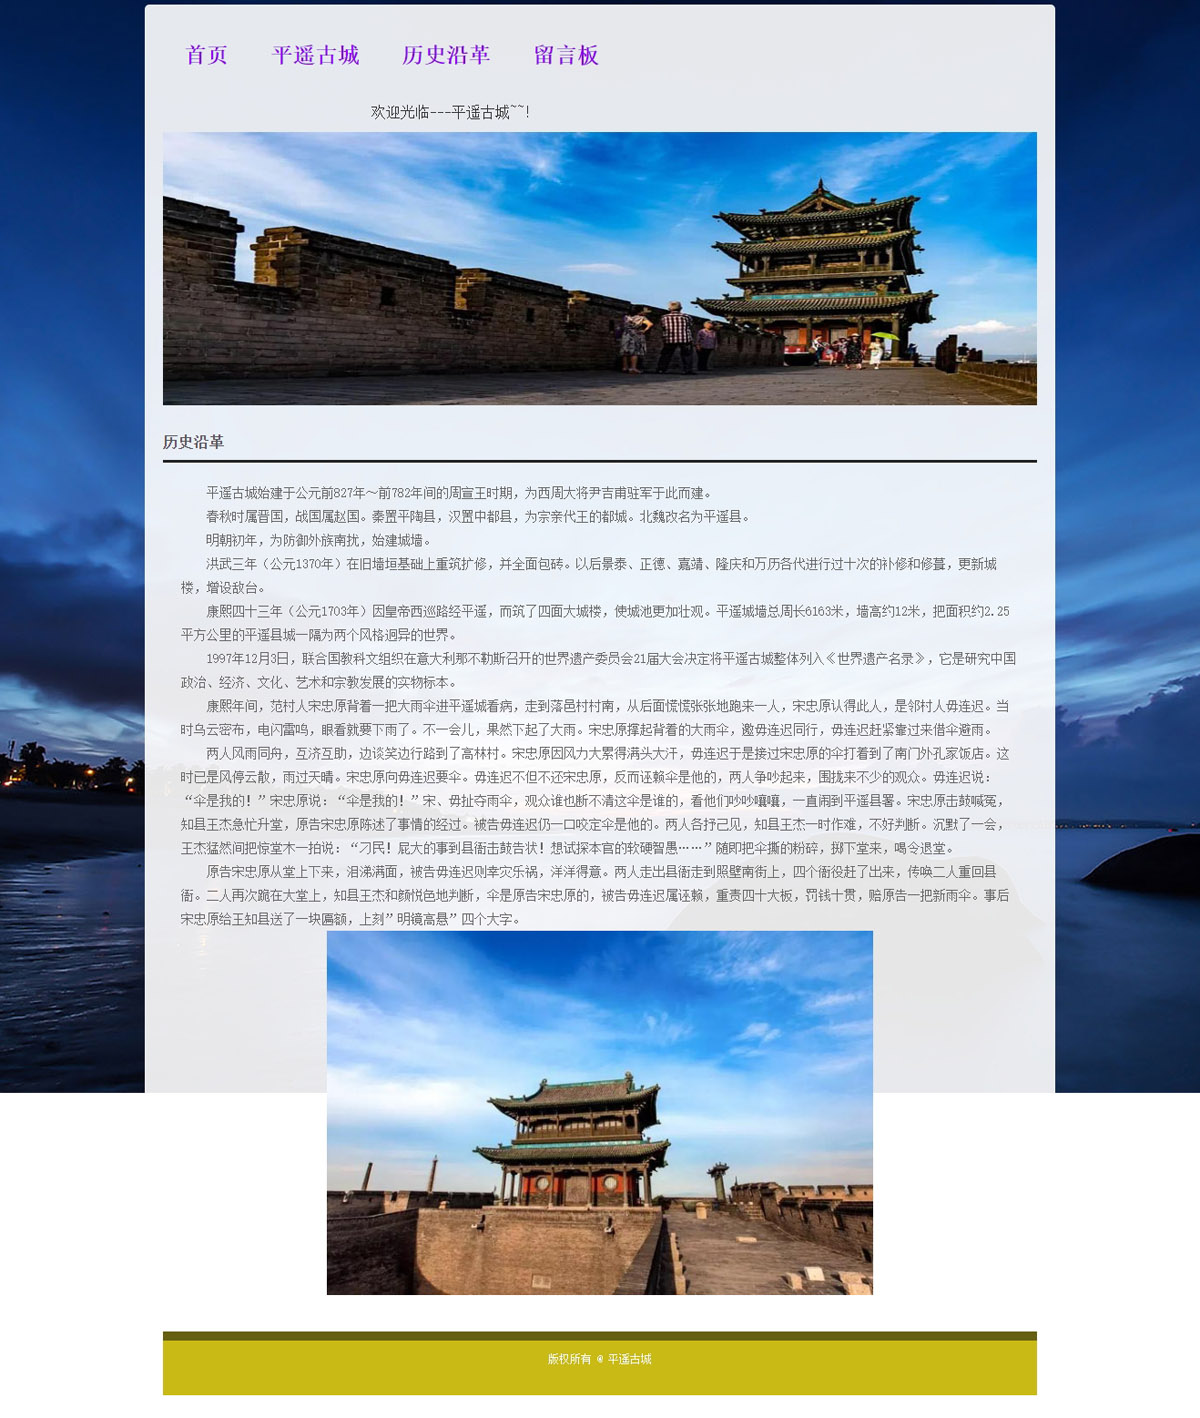 首页 平遥古城 历史沿革 留言板
欢迎光临---平遥古城~~!
历史沿革
平遥古城始建于公元前827年～前782年间的周宣王时期，为西周大将尹吉甫驻军于此而建。
春秋时属晋国，战国属赵国。秦置平陶县，汉置中都县，为宗亲代王的都城。北魏改名为平遥县。
明朝初年，为防御外族南扰，始建城墙。
洪武三年（公元1370年）在旧墙垣基础上重筑扩修，并全面包砖。以后景泰、正德、嘉靖、隆庆和万历各代进行过十次的补修和修葺，更新城
楼，增设敌台。
康熙四十三年（公元1703年）因皇帝西巡路经平遥，而筑了四面大城楼，使城池更加壮观。平遥城墙总周长6163米，墙高约12米，把面积约2.25
平方公里的平遥县城一隔为两个风格迥异的世界。
1997年12月3日，联合国教科文组织在意大利那不勒斯召开的世界遗产委员会21届大会决定将平遥古城整体列入《世界遗产名录》，它是研究中国
政治、经济、文化、艺术和宗教发展的实物标本。
康熙年间，范村人宋忠原背着一把大雨伞进平遥城看病，走到落邑村村南，从后面慌慌张张地跑来一人，宋忠原认得此人，是邻村人毋连迟。当
时乌云密布，电闪雷鸣，眼看就要下雨了。不一会儿，果然下起了大雨。宋忠原撑起背着的大雨伞，邀毋连迟同行，毋连迟赶紧靠过来借伞避雨。
两人风雨同舟，互济互助，边谈笑边行路到了高林村。宋忠原因风力大累得满头大汗，毋连迟于是接过宋忠原的伞打着到了南门外孔家饭店。这
时已是风停云散，雨过天晴。宋忠原向毋连迟要伞。毋连迟不但不还宋忠原，反而诬赖伞是他的，两人争吵起来，围拢来不少的观众。毋连迟说：
“伞是我的！”宋忠原说：“伞是我的！”宋、毋扯夺雨伞，观众谁也断不清这伞是谁的，看他们吵吵嚷嚷，一直闹到平遥县署。宋忠原击鼓喊冤，
知县王杰急忙升堂，原告宋忠原陈述了事情的经过。被告毋连迟仍一口咬定伞是他的。两人各抒己见，知县王杰一时作难，不好判断。沉默了一会，
王杰猛然间把惊堂木一拍说：“刁民！屁大的事到县衙击鼓告状！想试探本官的软硬智愚……”随即把伞撕的粉碎，掷下堂来，喝令退堂。
原告宋忠原从堂上下来，泪涕满面，被告毋连迟则幸灾乐祸，洋洋得意。两人走出县衙走到照壁南街上，四个衙役赶了出来，传唤二人重回县
衙。二人再次跪在大堂上，知县王杰和颜悦色地判断，伞是原告宋忠原的，被告毋连迟属诬赖，重责四十大板，罚钱十贯，赔原告一把新雨伞。事后
宋忠原给王知县送了一块匾额，上刻”明镜高悬”四个大字。
版权所有 @ 平遥古城